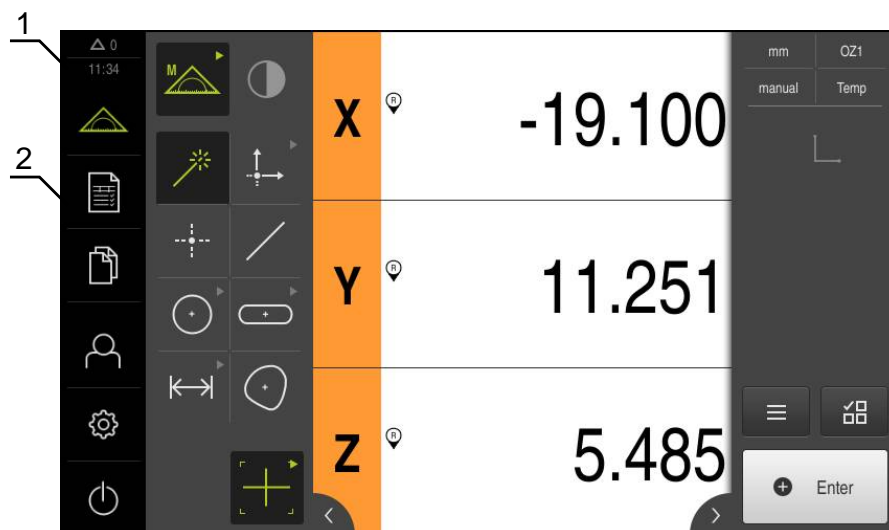 1
2
0
11:34
M
X
R
-19.100
Y
R
11.251
Z
R
5.485
mm
OZ1
manual
Temp
Enter